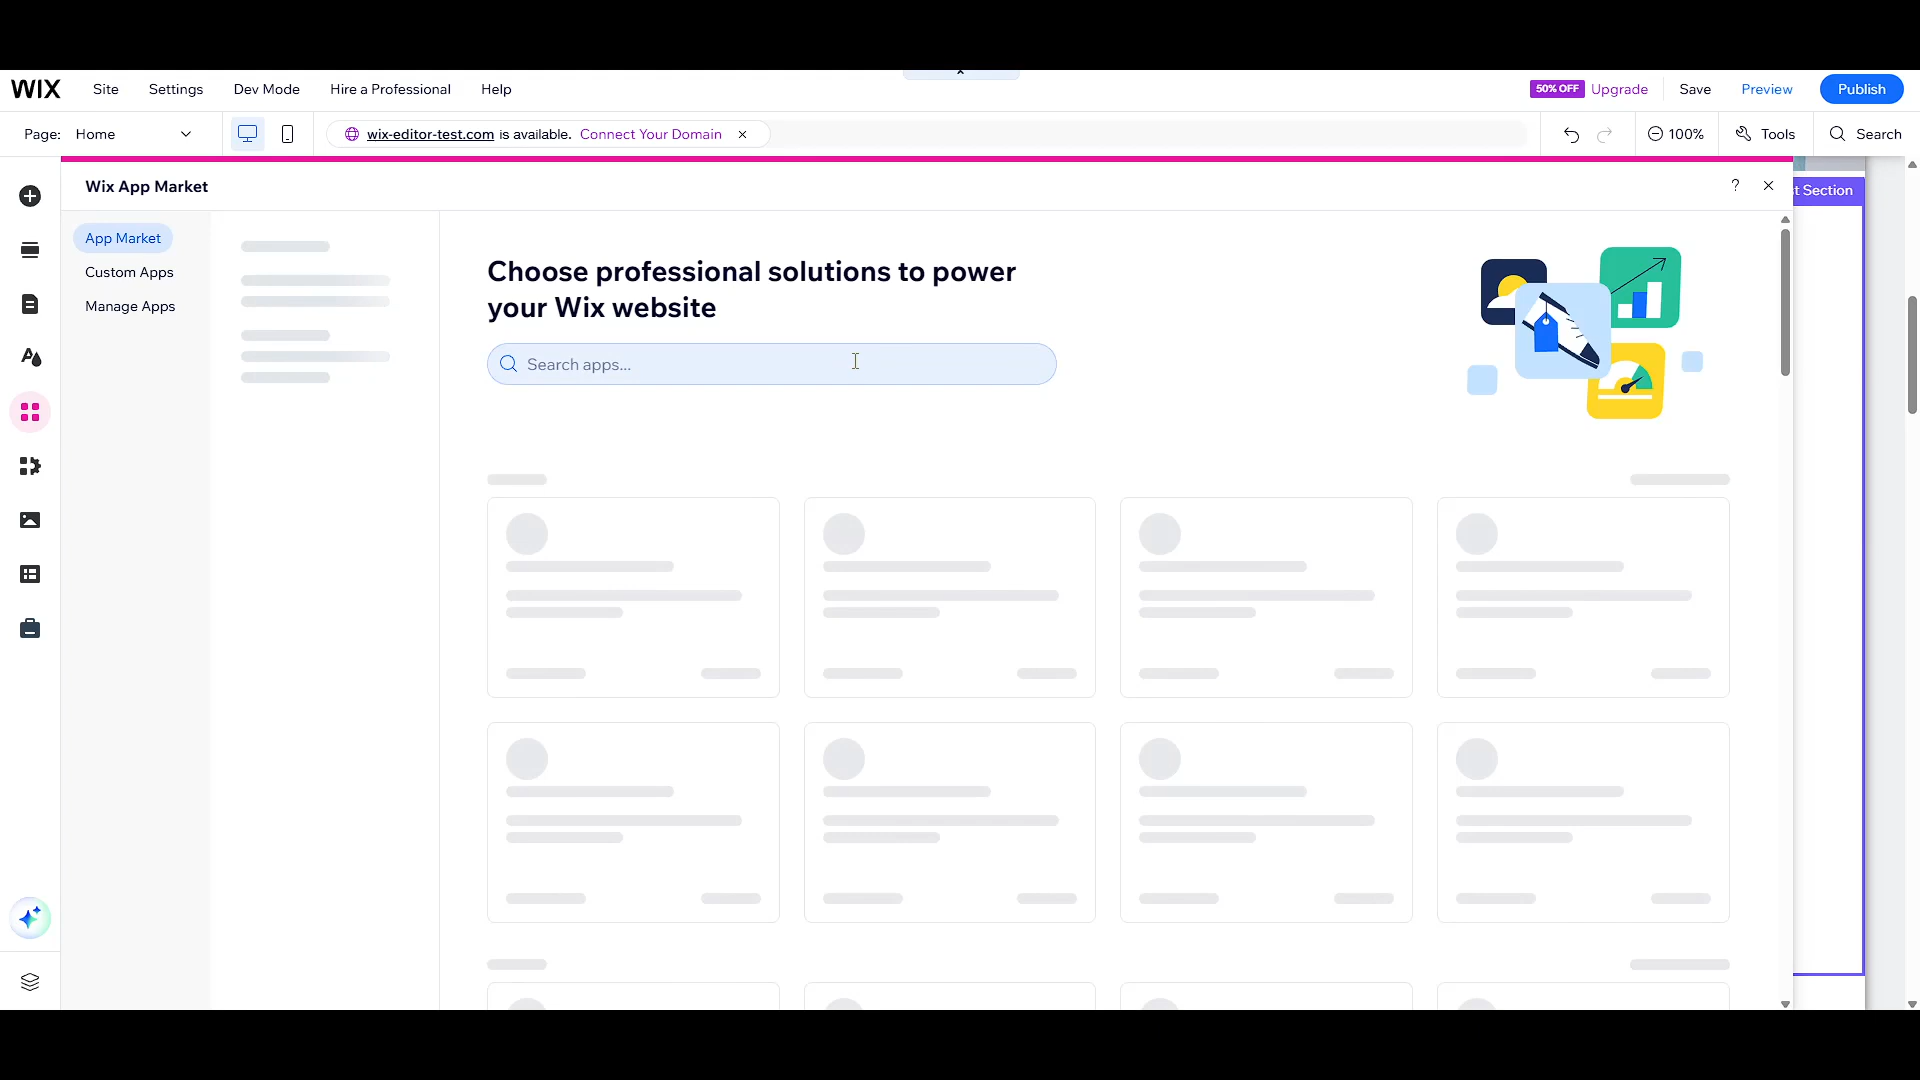 WIX Site Settings Dev Mode Hire a Professional Help 50% OFF Upgrade Save Preview Publish
Page: Home wix-editor-test.com is available. Connect Your Domain 100% Tools Search
Wix App Market ?
t Section
App Market
Custom Apps
Manage Apps
Choose professional solutions to power
your Wix website
Search apps...